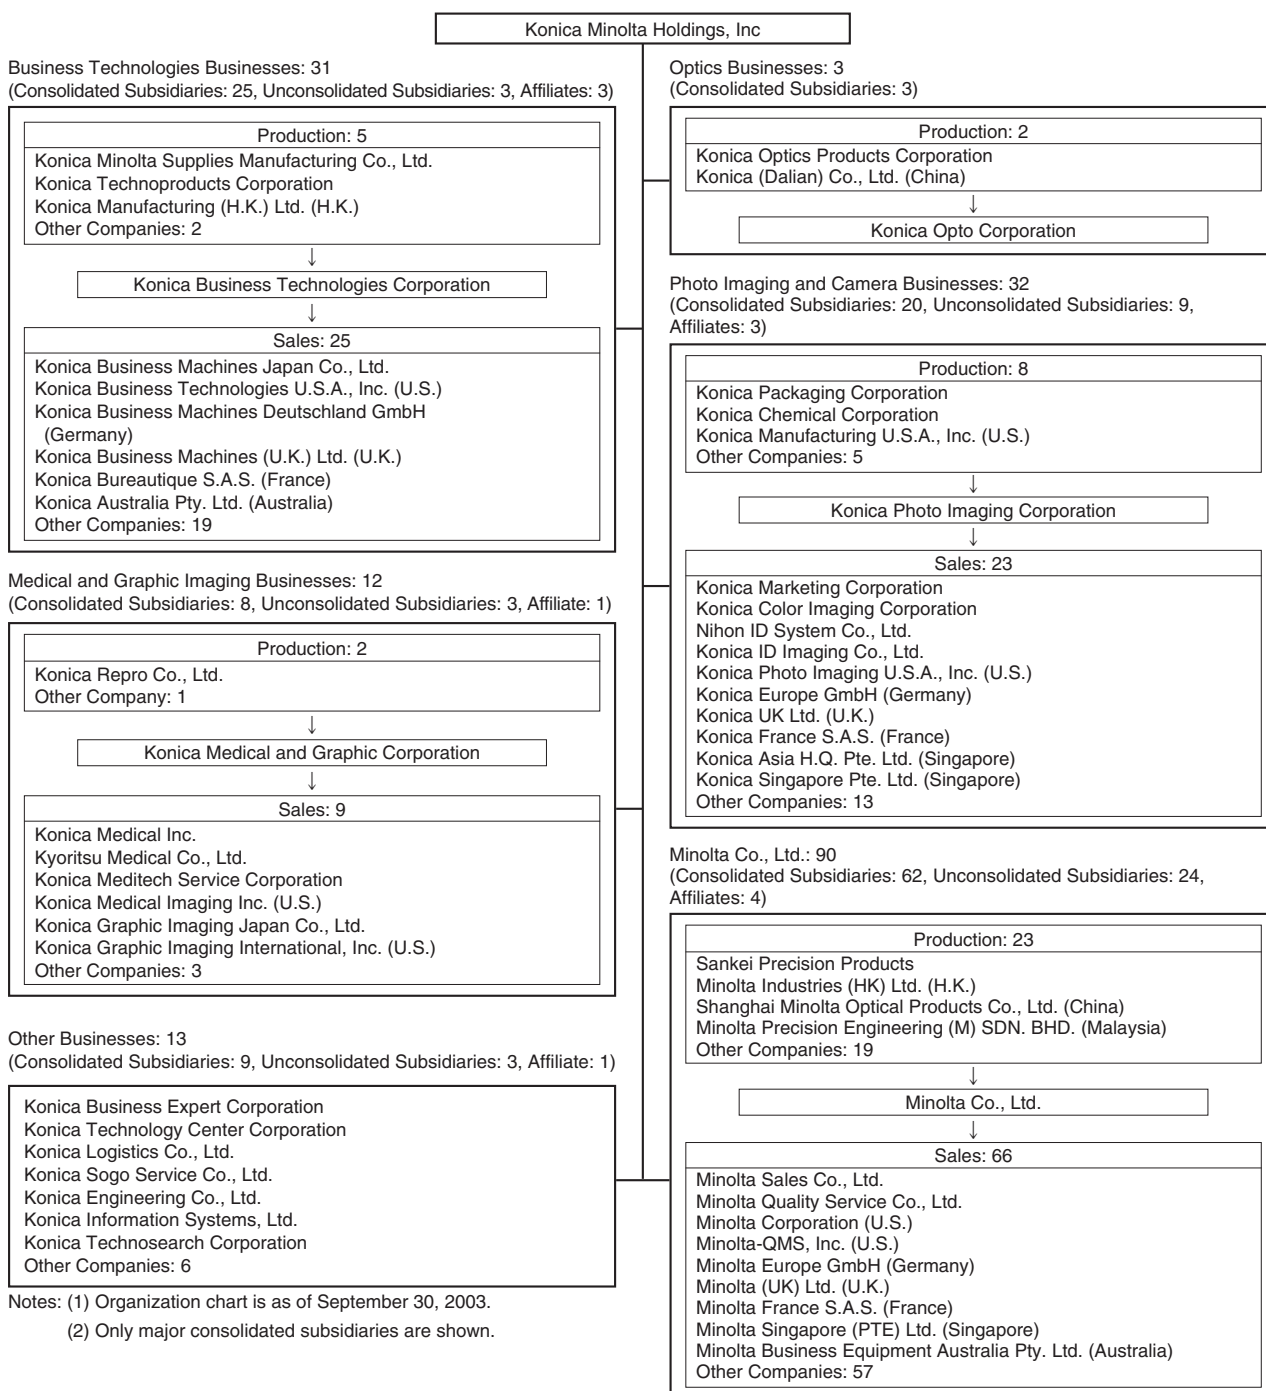 Konica Minolta Holdings, Inc
Business Technologies Businesses: 31
(Consolidated Subsidiaries: 25, Unconsolidated Subsidiaries: 3, Affiliates: 3)
Production: 5
Konica Minolta Supplies Manufacturing Co., Ltd.
Konica Technoproducts Corporation
Konica Manufacturing (H.K.) Ltd. (H.K.)
Other Companies: 2
↓
Konica Business Technologies Corporation
↓
Sales: 25
Konica Business Machines Japan Co., Ltd.
Konica Business Technologies U.S.A., Inc. (U.S.)
Konica Business Machines Deutschland GmbH
(Germany)
Konica Business Machines (U.K.) Ltd. (U.K.)
Konica Bureautique S.A.S. (France)
Konica Australia Pty. Ltd. (Australia)
Other Companies: 19
Medical and Graphic Imaging Businesses: 12
(Consolidated Subsidiaries: 8, Unconsolidated Subsidiaries: 3, Affiliate: 1)
Production: 2
Konica Repro Co., Ltd.
Other Company: 1
↓
Konica Medical and Graphic Corporation
↓
Sales: 9
Konica Medical Inc.
Kyoritsu Medical Co., Ltd.
Konica Meditech Service Corporation
Konica Medical Imaging Inc. (U.S.)
Konica Graphic Imaging Japan Co., Ltd.
Konica Graphic Imaging International, Inc. (U.S.)
Other Companies: 3
Other Businesses: 13
(Consolidated Subsidiaries: 9, Unconsolidated Subsidiaries: 3, Affiliate: 1)
Konica Business Expert Corporation
Konica Technology Center Corporation
Konica Logistics Co., Ltd.
Konica Sogo Service Co., Ltd.
Konica Engineering Co., Ltd.
Konica Information Systems, Ltd.
Konica Technosearch Corporation
Other Companies: 6
Notes: (1) Organization chart is as of September 30, 2003.
(2) Only major consolidated subsidiaries are shown.
Optics Businesses: 3
(Consolidated Subsidiaries: 3)
Production: 2
Konica Optics Products Corporation
Konica (Dalian) Co., Ltd. (China)
↓
Konica Opto Corporation
Photo Imaging and Camera Businesses: 32
(Consolidated Subsidiaries: 20, Unconsolidated Subsidiaries: 9,
Affiliates: 3)
Production: 8
Konica Packaging Corporation
Konica Chemical Corporation
Konica Manufacturing U.S.A., Inc. (U.S.)
Other Companies: 5
↓
Konica Photo Imaging Corporation
↓
Sales: 23
Konica Marketing Corporation
Konica Color Imaging Corporation
Nihon ID System Co., Ltd.
Konica ID Imaging Co., Ltd.
Konica Photo Imaging U.S.A., Inc. (U.S.)
Konica Europe GmbH (Germany)
Konica UK Ltd. (U.K.)
Konica France S.A.S. (France)
Konica Asia H.Q. Pte. Ltd. (Singapore)
Konica Singapore Pte. Ltd. (Singapore)
Other Companies: 13
Minolta Co., Ltd.: 90
(Consolidated Subsidiaries: 62, Unconsolidated Subsidiaries: 24,
Affiliates: 4)
Production: 23
Sankei Precision Products
Minolta Industries (HK) Ltd. (H.K.)
Shanghai Minolta Optical Products Co., Ltd. (China)
Minolta Precision Engineering (M) SDN. BHD. (Malaysia)
Other Companies: 19
↓
Minolta Co., Ltd.
↓
Sales: 66
Minolta Sales Co., Ltd.
Minolta Quality Service Co., Ltd.
Minolta Corporation (U.S.)
Minolta-QMS, Inc. (U.S.)
Minolta Europe GmbH (Germany)
Minolta (UK) Ltd. (U.K.)
Minolta France S.A.S. (France)
Minolta Singapore (PTE) Ltd. (Singapore)
Minolta Business Equipment Australia Pty. Ltd. (Australia)
Other Companies: 57